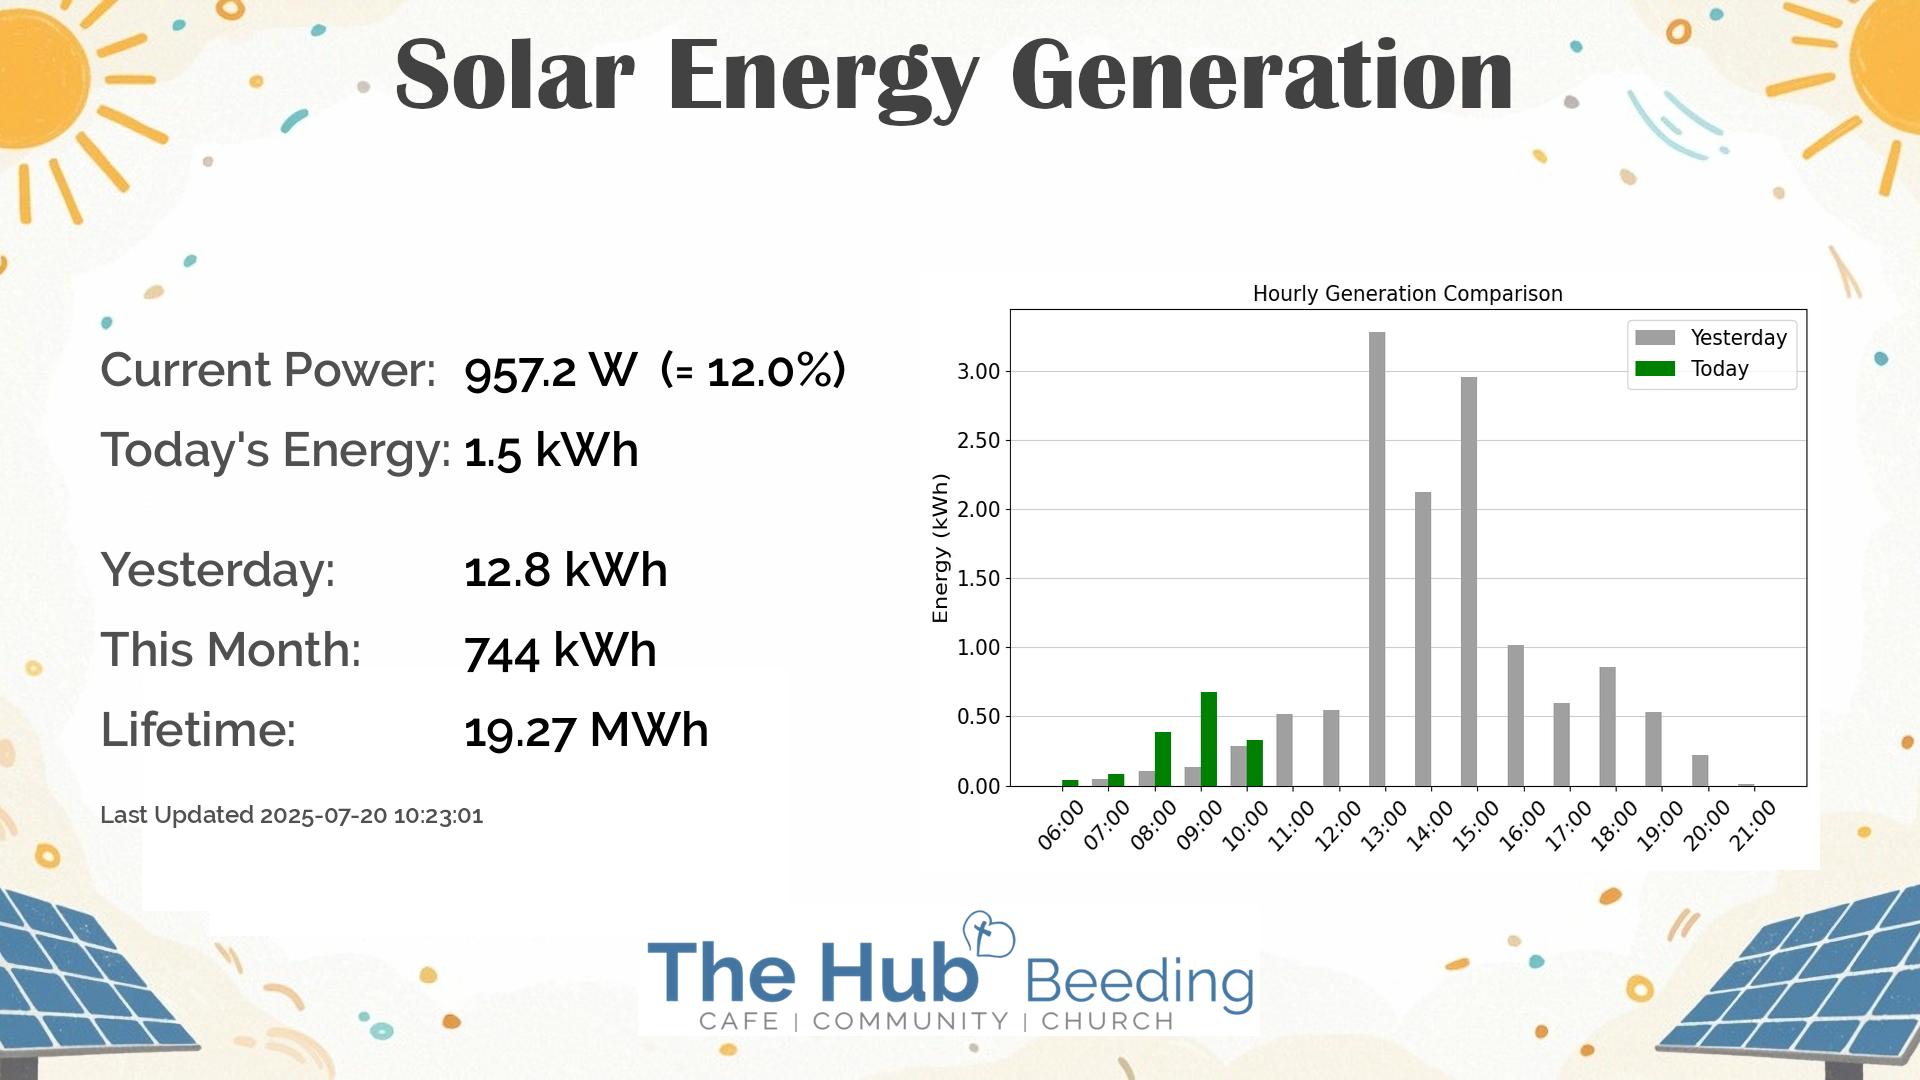 Solar Energy Generation
Current Power: 957.2 W (= 12.0%)
Today's Energy: 1.5 kWh
Yesterday: 12.8 kWh
This Month: 744 kWh
Lifetime: 19.27 MWh
Last Updated 2025-07-20 10:23:01
Hourly Generation Comparison
Yesterday
Today
Energy (kWh)
3.00
2.50
2.00
1.50
1.00
0.50
0.00
06:00 07:00 08:00 09:00 10:00 11:00 12:00 13:00 14:00 15:00 16:00 17:00 18:00 19:00 20:00 21:00
The Hub Beeding
CAFE | COMMUNITY | CHURCH